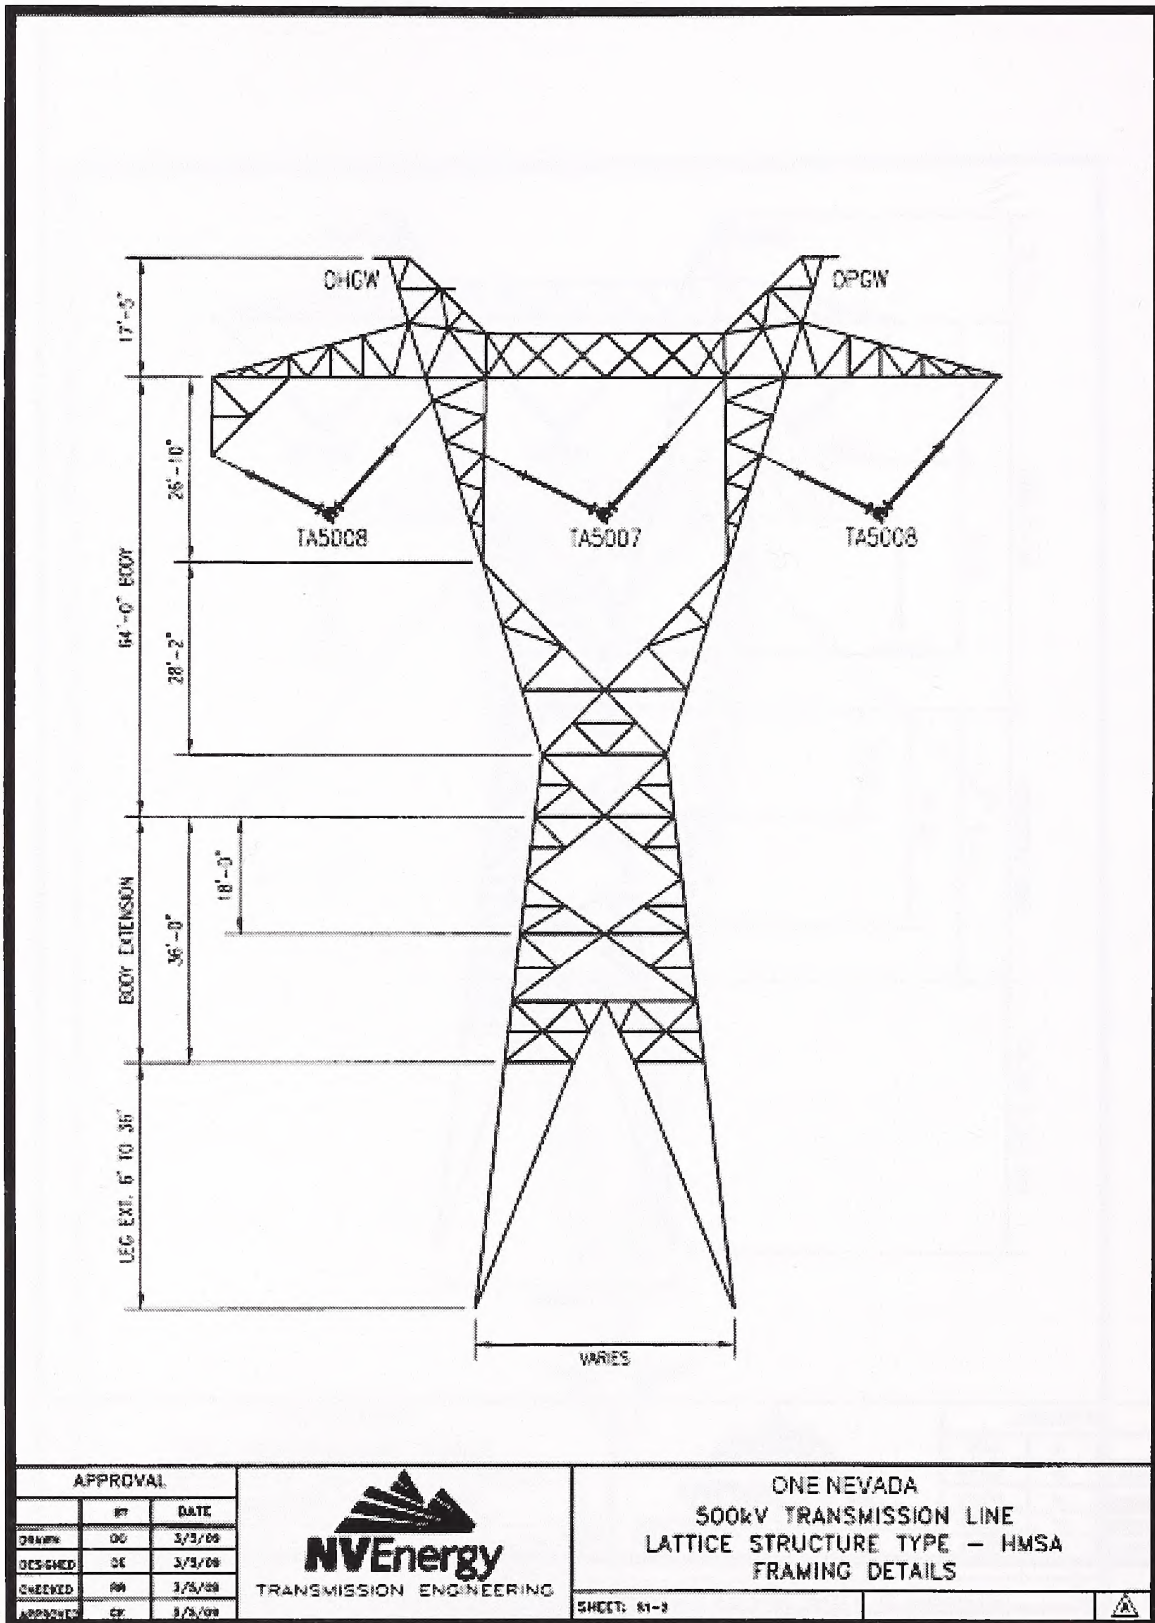 OHGW
OPGW
17'-5"
26'-10"
TA5008
TA5007
TA5008
64'-0" BODY
28'-2"
18'-0"
36'-0"
BODY EXTENSION
LEG EXT. 6' TO 36'
VARIES
APPROVAL
BY DATE
DRAWN 3/5/09
DESIGNED 3/5/09
CHECKED 3/5/09
APPROVED 3/5/09
NVEnergy
TRANSMISSION ENGINEERING
ONE NEVADA
500kV TRANSMISSION LINE
LATTICE STRUCTURE TYPE – HMSA
FRAMING DETAILS
SHEET:
A